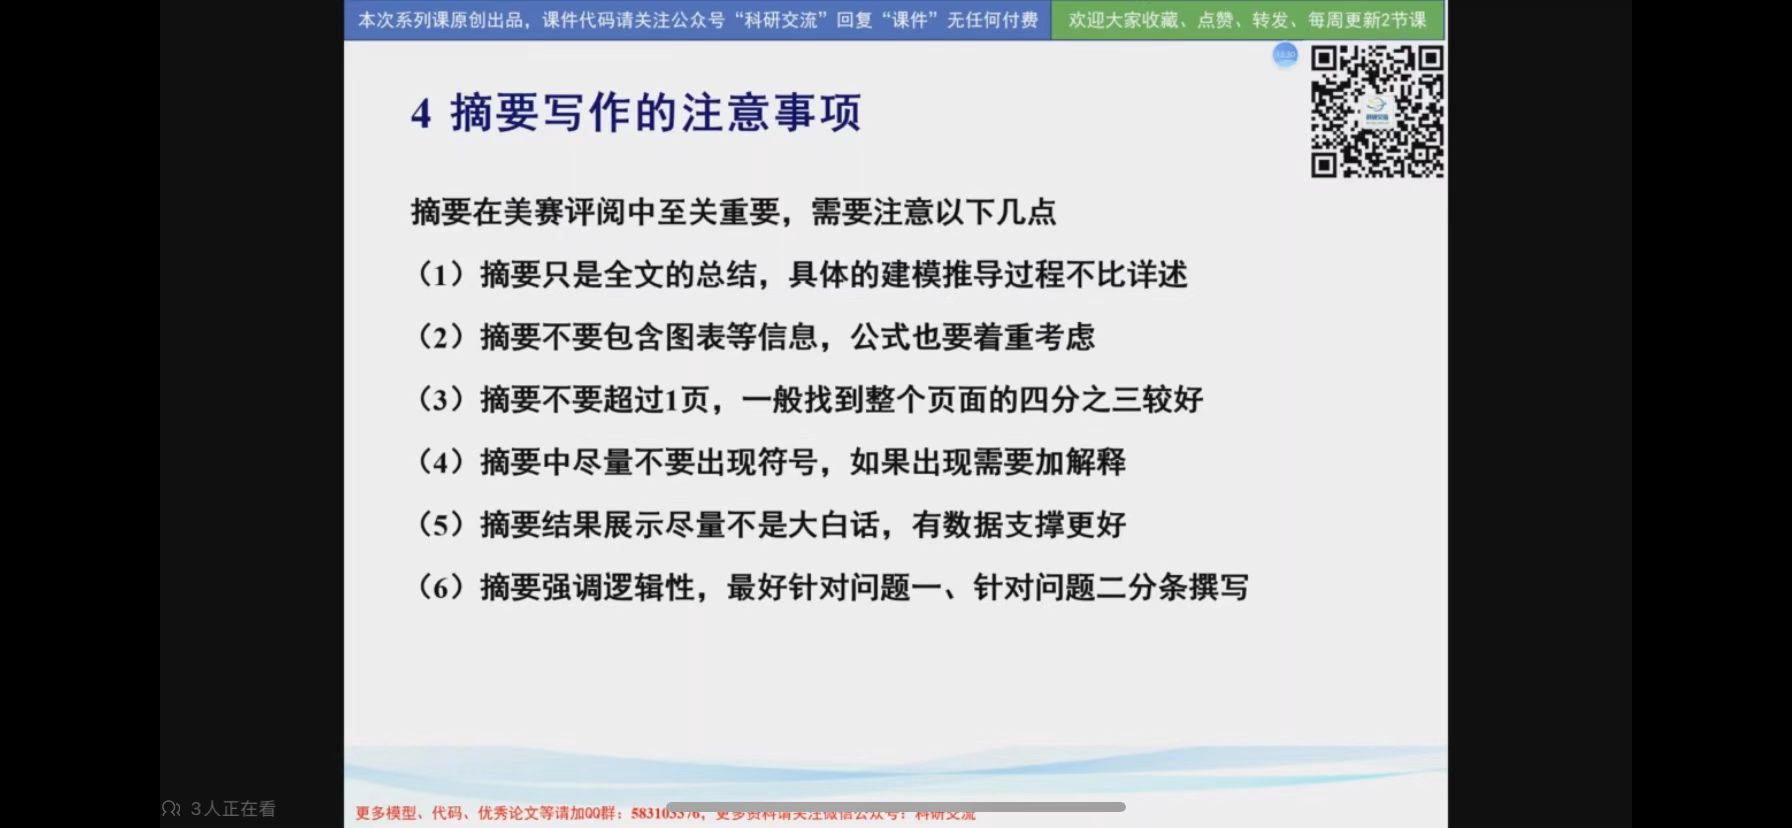 本次系列课原创出品，课件代码请关注公众号“科研交流”回复“课件”无任何付费
欢迎大家收藏、点赞、转发、每周更新2节课
4 摘要写作的注意事项
摘要在美赛评阅中至关重要，需要注意以下几点
（1）摘要只是全文的总结，具体的建模推导过程不比详述
（2）摘要不要包含图表等信息，公式也要着重考虑
（3）摘要不要超过1页，一般找到整个页面的四分之三较好
（4）摘要中尽量不要出现符号，如果出现需要加解释
（5）摘要结果展示尽量不是大白话，有数据支撑更好
（6）摘要强调逻辑性，最好针对问题一、针对问题二分条撰写
3人正在看
更多模型、代码、优秀论文等请加QQ群：583103376，更多资料请关注微信公众号：科研交流